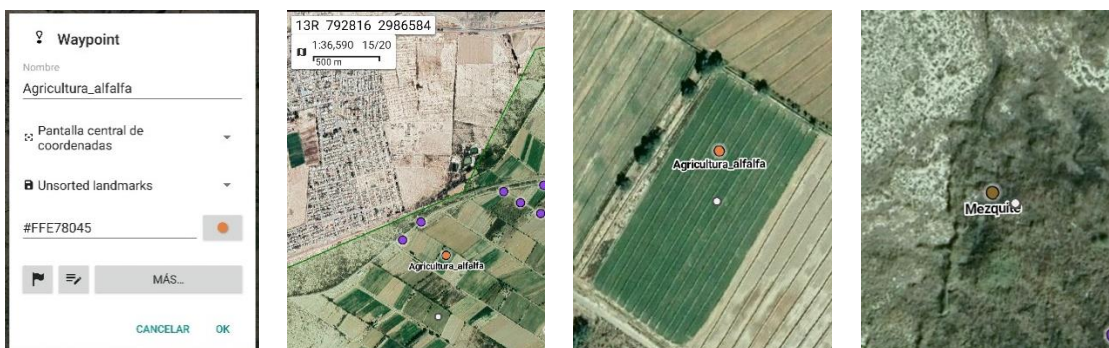 Waypoint
Nombre
Agricultura_alfalfa
Pantalla central de
coordenadas
Unsorted landmarks
#FFE78045
MÁS...
CANCELAR OK
13R 792816 2986584
1:36,590 15/20
500 m
Agricultura_alfalfa
Agricultura_alfalfa
Mezquite